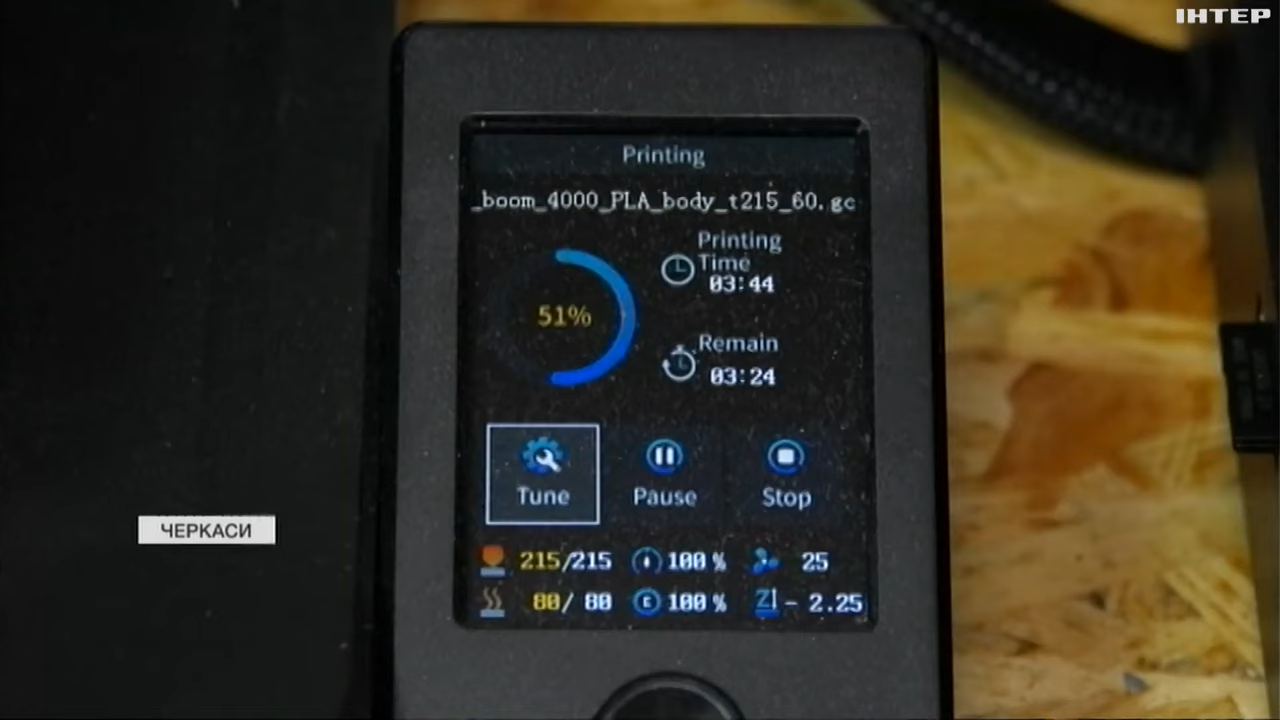 ІНТЕР
Printing
_boom_4000_PLA_body_t215_60.gc
Printing
Time
03:44
51%
Remain
03:24
Tune
Pause
Stop
215/215
100 %
25
80/ 80
100 %
Z - 2.25
ЧЕРКАСИ